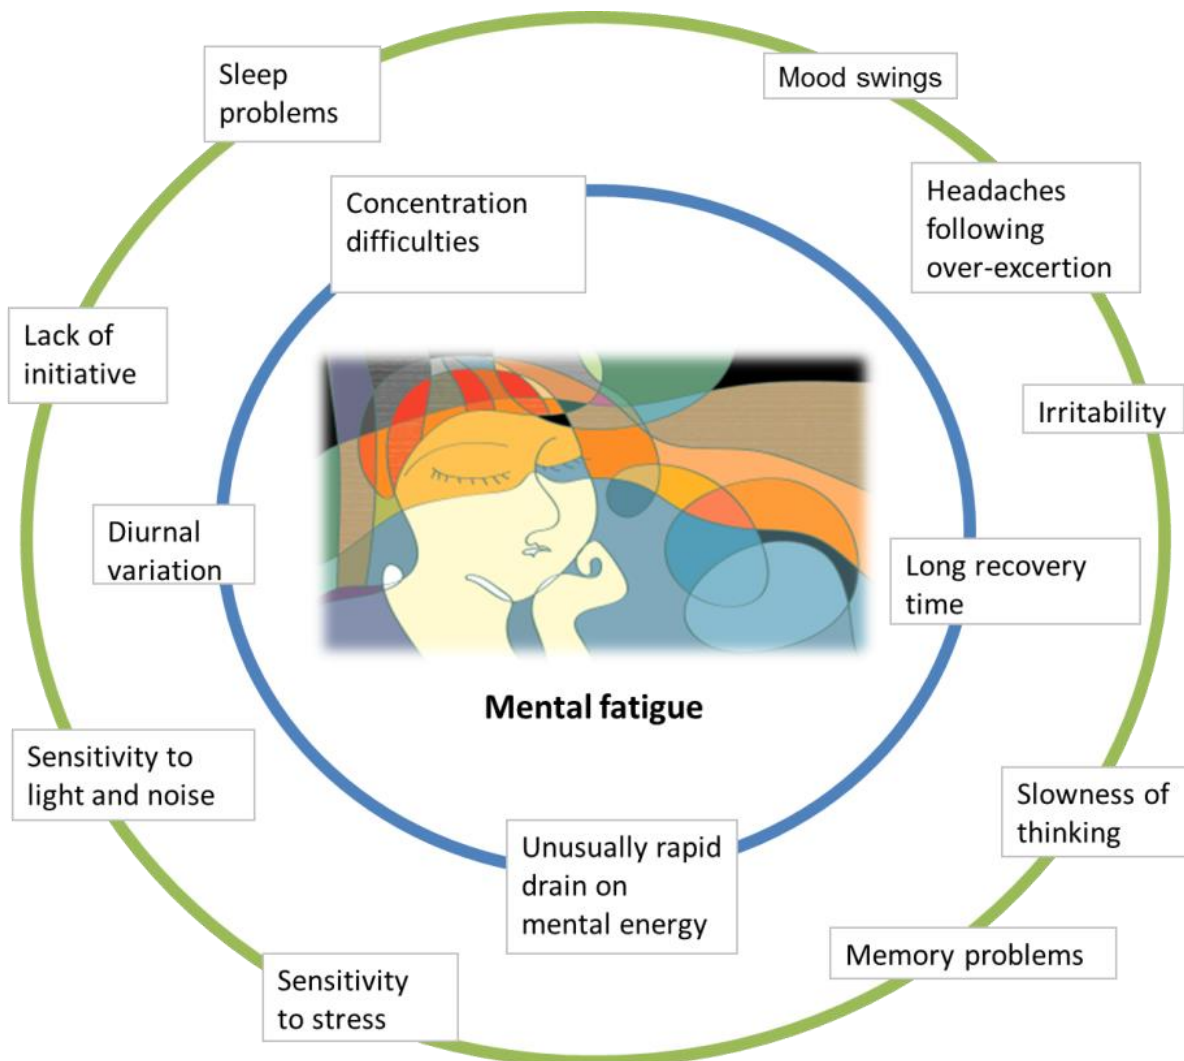 Sleep
problems
Mood swings
Concentration
difficulties
Headaches
following
over-excertion
Lack of
initiative
Irritability
Diurnal
variation
Long recovery
time
Mental fatigue
Sensitivity to
light and noise
Slowness of
thinking
Unusually rapid
drain on
mental energy
Memory problems
Sensitivity
to stress